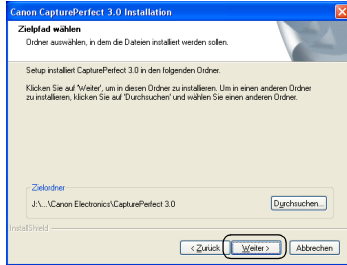 Canon CapturePerfect 3.0 Installation
Zielpfad wählen
Ordner auswählen, in dem die Dateien installiert werden sollen.
Setup installiert CapturePerfect 3.0 in den folgenden Ordner.
Klicken Sie auf 'Weiter', um in diesen Ordner zu installieren. Um in einen anderen Ordner
zu installieren, klicken Sie auf 'Durchsuchen' und wählen Sie einen anderen Ordner.
Zielordner
J:\...\Canon Electronics\CapturePerfect 3.0
Durchsuchen...
InstallShield
< Zurück
Weiter >
Abbrechen